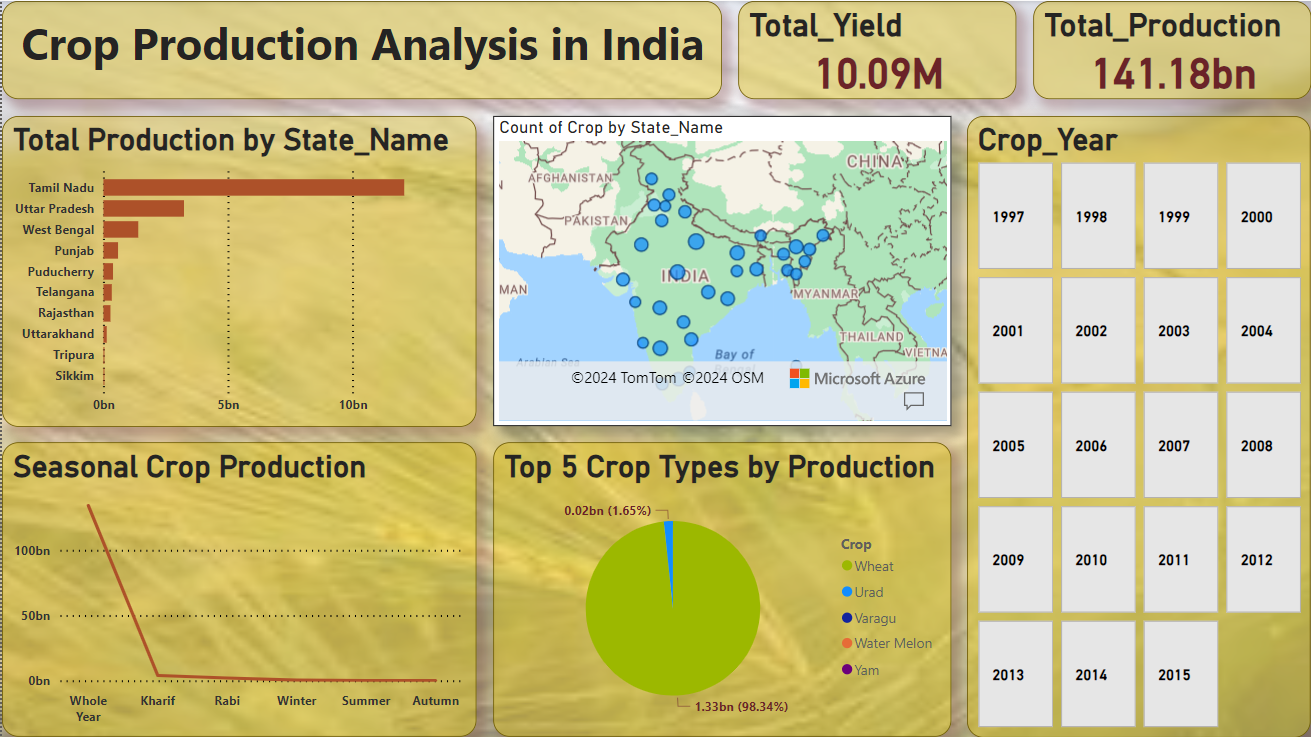 Crop Production Analysis in India
Total_Yield
10.09M
Total_Production
141.18bn
Total Production by State_Name
Tamil Nadu
Uttar Pradesh
West Bengal
Punjab
Puducherry
Telangana
Rajasthan
Uttarakhand
Tripura
Sikkim
0bn 5bn 10bn
Count of Crop by State_Name
CHINA
AFGHANISTAN
PAKISTAN
INDIA
MAN
MYANMAR
THAILAND
VIETNA
Arabian Sea
Bay of
©2024 TomTom ©2024 OSM
Microsoft Azure
Crop_Year
1997 1998 1999 2000
2001 2002 2003 2004
2005 2006 2007 2008
2009 2010 2011 2012
2013 2014 2015
Seasonal Crop Production
100bn
50bn
0bn
Whole Year Kharif Rabi Winter Summer Autumn
Top 5 Crop Types by Production
0.02bn (1.65%)
1.33bn (98.34%)
Crop
Wheat
Urad
Varagu
Water Melon
Yam